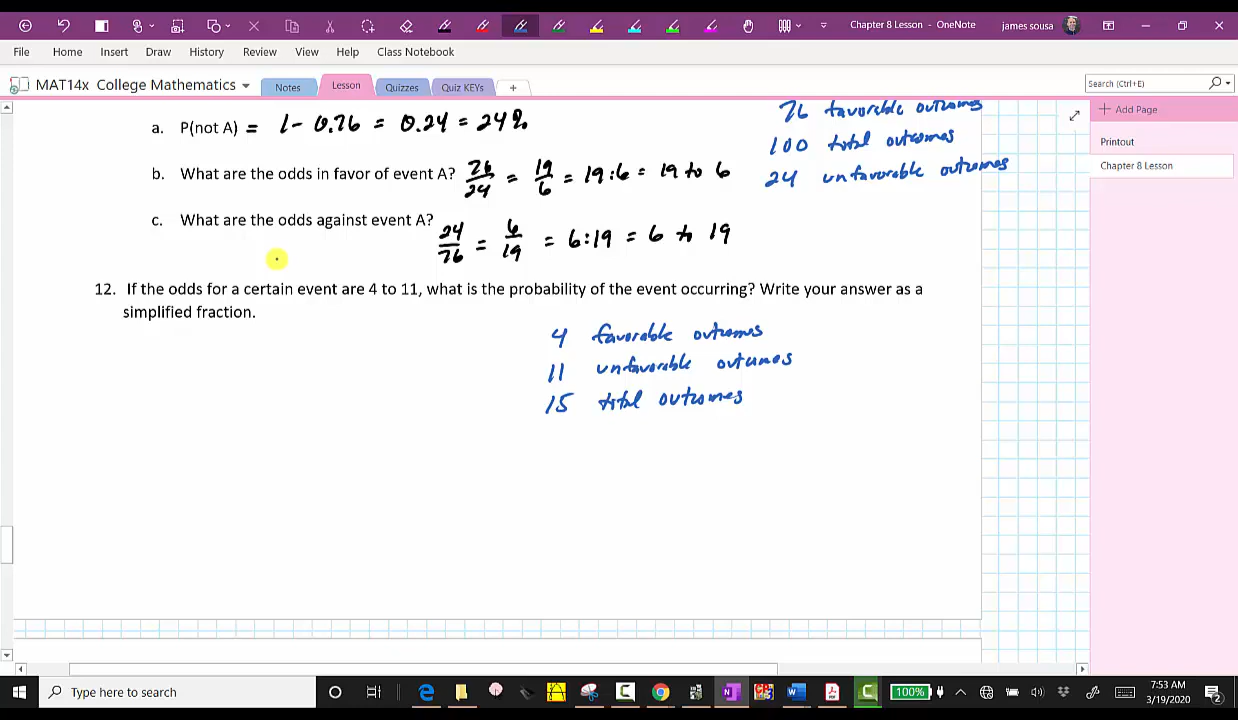 Chapter 8 Lesson - OneNote
james sousa
File Home Insert Draw History Review View Help Class Notebook
MAT14x College Mathematics
Notes Lesson Quizzes Quiz KEYs +
Search (Ctrl+E)
Add Page
Printout
Chapter 8 Lesson
76 favorable outcomes
100 total outcomes
24 unfavorable outcomes
a. P(not A) = 1 - 0.76 = 0.24 = 24%
b. What are the odds in favor of event A? 76/24 = 19/6 = 19:6 = 19 to 6
c. What are the odds against event A? 24/76 = 6/19 = 6:19 = 6 to 19
12. If the odds for a certain event are 4 to 11, what is the probability of the event occurring? Write your answer as a
simplified fraction.
4 favorable outcomes
11 unfavorable outcomes
15 total outcomes
Type here to search
100%
7:53 AM
3/19/2020
2